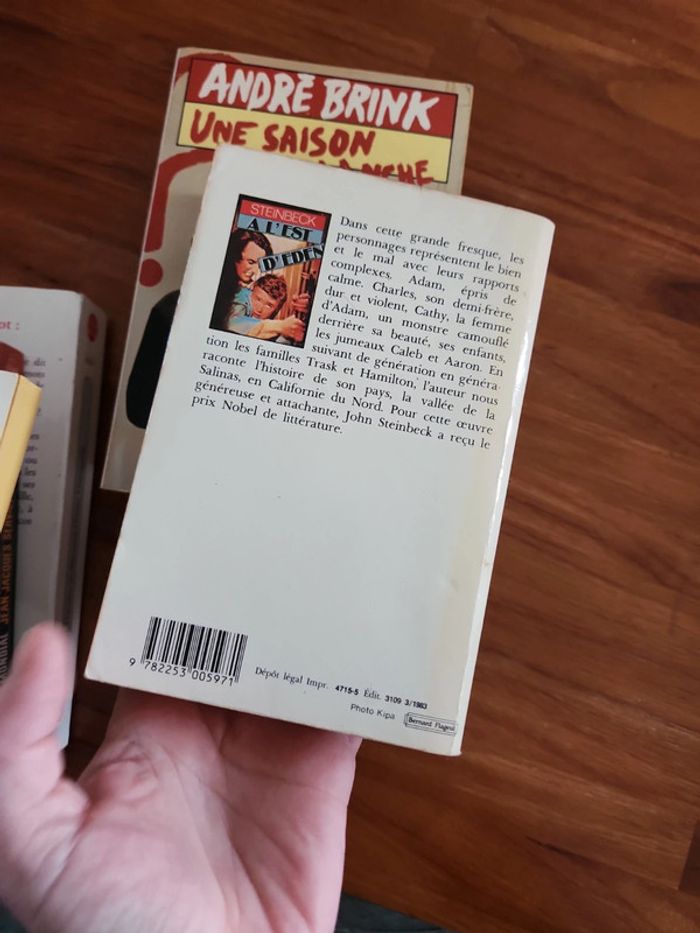 ANDRÉ BRINK
UNE SAISON
STEINBECK
A L'EST
D'EDEN
Dans cette grande fresque, les
personnages représentent le bien
et le mal avec leurs rapports
complexes. Adam, épris de
calme. Charles, son demi-frère,
dur et violent, Cathy, la femme
d'Adam, un monstre camouflé
derrière sa beauté, ses enfants,
les jumeaux Caleb et Aaron. En
suivant de génération en généra-
tion les familles Trask et Hamilton, l'auteur nous
raconte l'histoire de son pays, la vallée de la
Salinas, en Californie du Nord. Pour cette œuvre
généreuse et attachante, John Steinbeck a reçu le
prix Nobel de littérature.
9 782253 005971
Dépôt légal Impr. 4715-5 Édit. 3109 3/1983
Photo Kipa
dit
les
ses
à
JEAN JACQUES